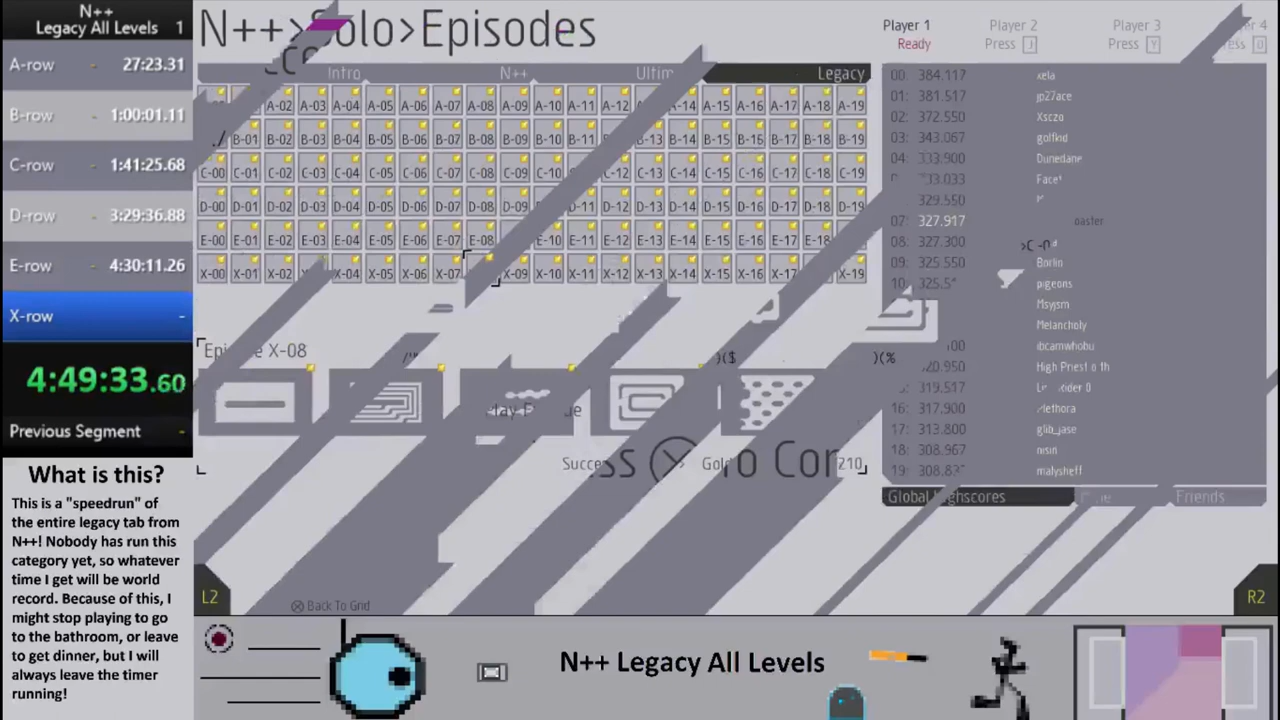 N++
Legacy All Levels 1
A-row - 27:23.31
B-row - 1:00:01.11
C-row - 1:41:25.68
D-row - 3:29:36.88
E-row - 4:30:11.26
X-row -
4:49:33.60
Previous Segment -
What is this?
This is a "speedrun" of
the entire legacy tab from
N++! Nobody has run this
category yet, so whatever
time I get will be world
record. Because of this, I
might stop playing to go
to the bathroom, or leave
to get dinner, but I will
always leave the timer
running!
N++>Solo>Episodes
Intro N++ Legacy
A-02 A-03 A-04 A-05 A-06 A-07 A-08 A-09 A-10 A-11 A-12 A-14 A-15 A-16 A-17 A-18 A-19
B-01 B-02 B-03 B-04 B-05 B-06 B-07 B-08 B-09 B-10 B-11 B-13 B-14 B-15 B-16 B-17 B-18 B-19
C-00 C-01 C-02 C-03 C-04 C-05 C-06 C-07 C-08 C-09 C-10 C-11 C-13 C-14 C-15 C-16 C-17 C-18 C-19
D-00 D-01 D-02 D-03 D-04 D-05 D-06 D-07 D-08 D-09 D-11 D-12 D-13 D-14 D-15 D-16 D-17 D-18 D-19
E-00 E-01 E-02 E-03 E-04 E-05 E-06 E-07 E-08 E-10 E-11 E-12 E-13 E-14 E-15 E-16 E-17 E-18
X-00 X-01 X-02 X-04 X-05 X-06 X-07 X-09 X-10 X-11 X-12 X-13 X-14 X-15 X-16 X-17 X-19
X-08
210
Back To Grid
L2
R2
Player 1 Player 2 Player 3
Ready Press J Press Y
00: 384.117 xela
01: 381.517 jp27ace
02: 372.550 Xsczo
03: 343.067 golfkid
04: 333.900 Dunedane
329.550
07: 327.917
08: 327.300
09: 325.550 Borlin
pigeons
Msyjsm
Melancholy
ibcamwhobu
320.950
319.517
16: 317.900
17: 313.800 glib_jase
18: 308.967 nisin
19: malysheff
Global Highscores Friends
N++ Legacy All Levels